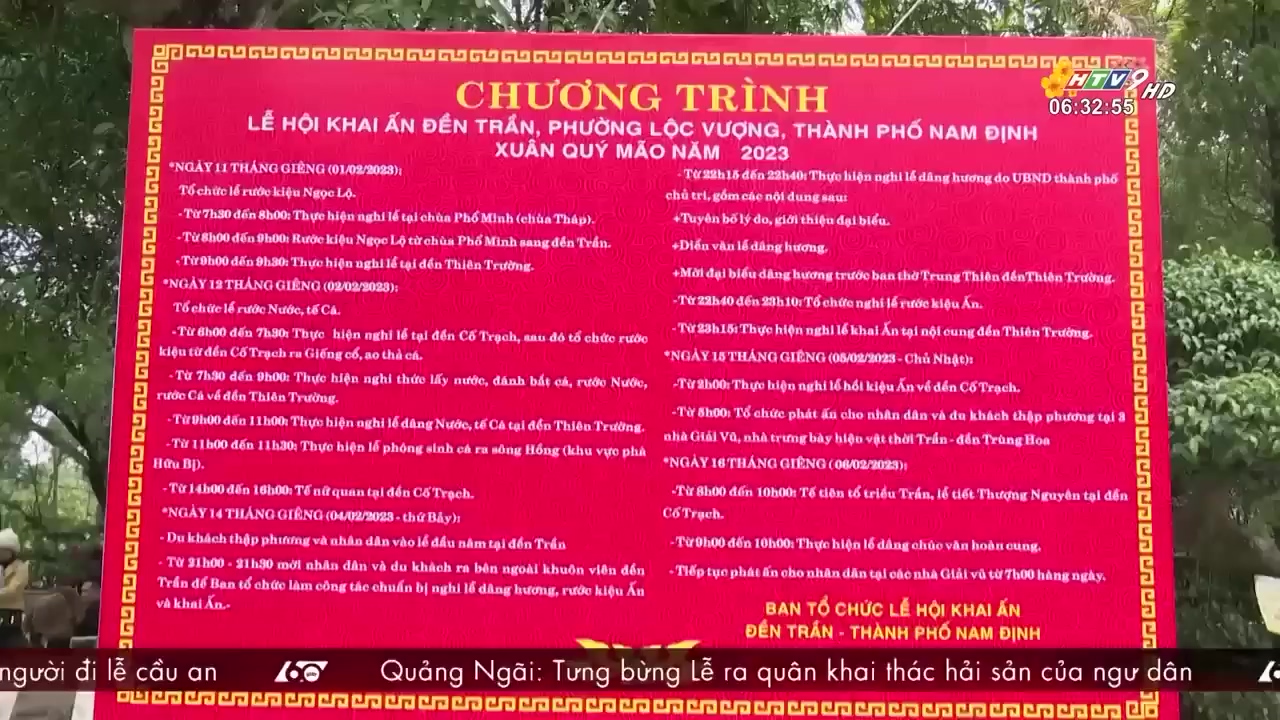 CHƯƠNG TRÌNH
LỄ HỘI KHAI ẤN ĐỀN TRẦN, PHƯỜNG LỘC VƯỢNG, THÀNH PHỐ NAM ĐỊNH
XUÂN QUÝ MÃO NĂM 2023
HTV9 HD
06:32:55
*NGÀY 11 THÁNG GIÊNG (01/02/2023):
Tổ chức lễ rước kiệu Ngọc Lộ.
- Từ 7h30 đến 8h00: Thực hiện nghi lễ tại chùa Phổ Minh (chùa Tháp).
- Từ 8h00 đến 9h00: Rước kiệu Ngọc Lộ từ chùa Phổ Minh sang đền Trần.
- Từ 9h00 đến 9h30: Thực hiện nghi lễ tại đền Thiên Trường.
*NGÀY 12 THÁNG GIÊNG (02/02/2023):
Tổ chức lễ rước Nước, tế Cá.
- Từ 6h00 đến 7h30: Thực hiện nghi lễ tại đền Cố Trạch, sau đó tổ chức rước
kiệu từ đền Cố Trạch ra Giếng cổ, ao thả cá.
- Từ 7h30 đến 9h00: Thực hiện nghi thức lấy nước, đánh bắt cá, rước Nước,
rước Cá về đền Thiên Trường.
- Từ 9h00 đến 11h00: Thực hiện nghi lễ dâng Nước, tế Cá tại đền Thiên Trường.
- Từ 11h00 đến 11h30: Thực hiện lễ phóng sinh cá ra sông Hồng (khu vực phà
Hữu Bị).
- Từ 14h00 đến 16h00: Tế nữ quan tại đền Cố Trạch.
*NGÀY 14 THÁNG GIÊNG (04/02/2023 - thứ Bảy):
- Du khách thập phương và nhân dân vào lễ đầu năm tại đền Trần
- Từ 21h00 - 21h30 mời nhân dân và du khách ra bên ngoài khuôn viên đền
Trần để Ban tổ chức làm công tác chuẩn bị nghi lễ dâng hương, rước kiệu Ấn
và khai Ấn.-
- Từ 22h15 đến 22h40: Thực hiện nghi lễ dâng hương do UBND thành phố
chủ trì, gồm các nội dung sau:
+Tuyên bố lý do, giới thiệu đại biểu.
+Diễn văn lễ dâng hương.
+Mời đại biểu dâng hương trước ban thờ Trung Thiên đềnThiên Trường.
- Từ 22h40 đến 23h10: Tổ chức nghi lễ rước kiệu Ấn.
- Từ 23h15: Thực hiện nghi lễ khai Ấn tại nội cung đền Thiên Trường.
*NGÀY 15 THÁNG GIÊNG (05/02/2023 - Chủ Nhật):
-Từ 2h00: Thực hiện nghi lễ hồi kiệu Ấn về đền Cố Trạch.
- Từ 5h00: Tổ chức phát ấn cho nhân dân và du khách thập phương tại 3
nhà Giải Vũ, nhà trưng bày hiện vật thời Trần - đền Trùng Hoa
*NGÀY 16 THÁNG GIÊNG (06/02/2023):
-Từ 8h00 đến 10h00: Tế tiên tổ triều Trần, lễ tiết Thượng Nguyên tại đền
Cố Trạch.
-Từ 9h00 đến 10h00: Thực hiện lễ dâng chúc văn hoàn cung.
-Tiếp tục phát ấn cho nhân dân tại các nhà Giải vũ từ 7h00 hàng ngày.
BAN TỔ CHỨC LỄ HỘI KHAI ẤN
ĐỀN TRẦN - THÀNH PHỐ NAM ĐỊNH
người đi lễ cầu an
60
Quảng Ngãi: Tưng bừng Lễ ra quân khai thác hải sản của ngư dân